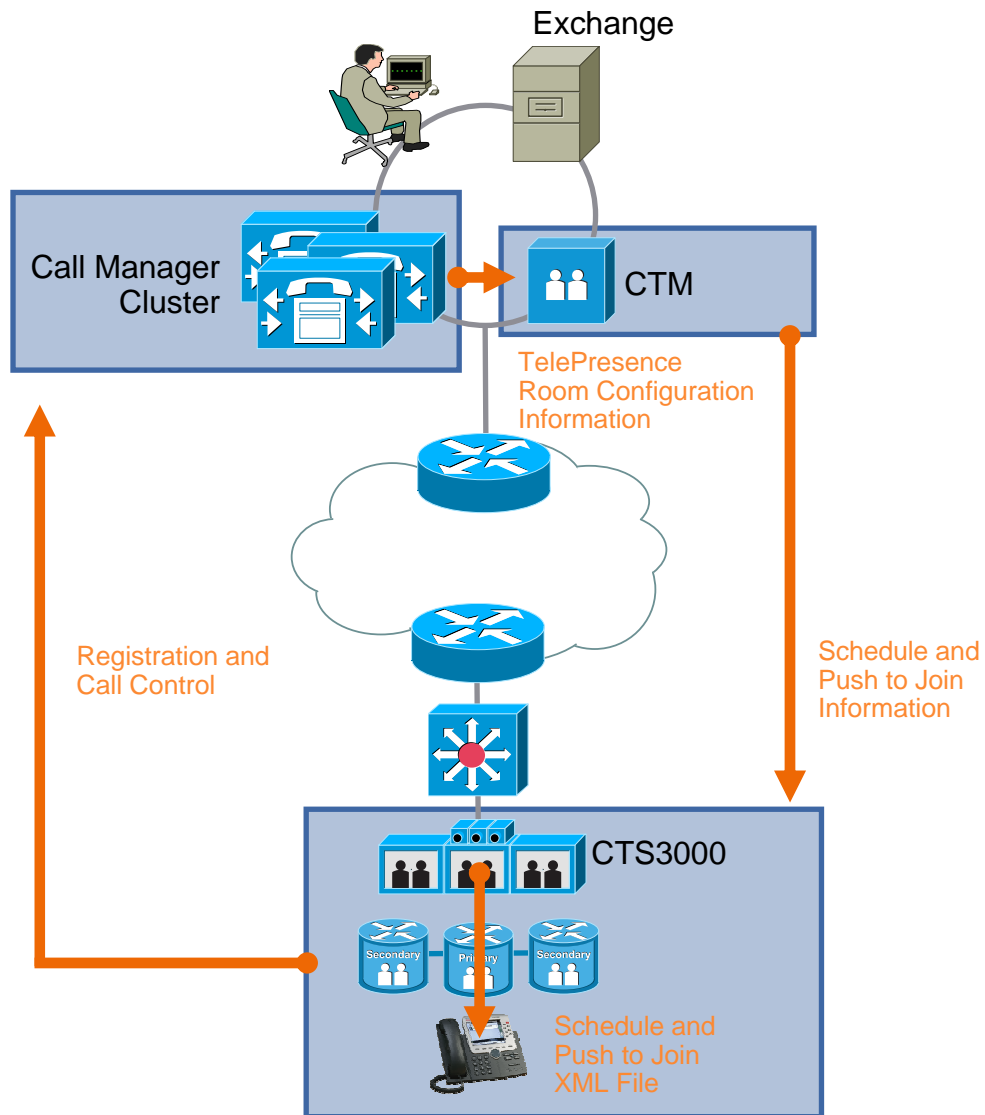 Exchange
Call Manager
Cluster
CTM
TelePresence
Room Configuration
Information
Registration and
Call Control
Schedule and
Push to Join
Information
CTS3000
Secondary
Primary
Secondary
Schedule and
Push to Join
XML File